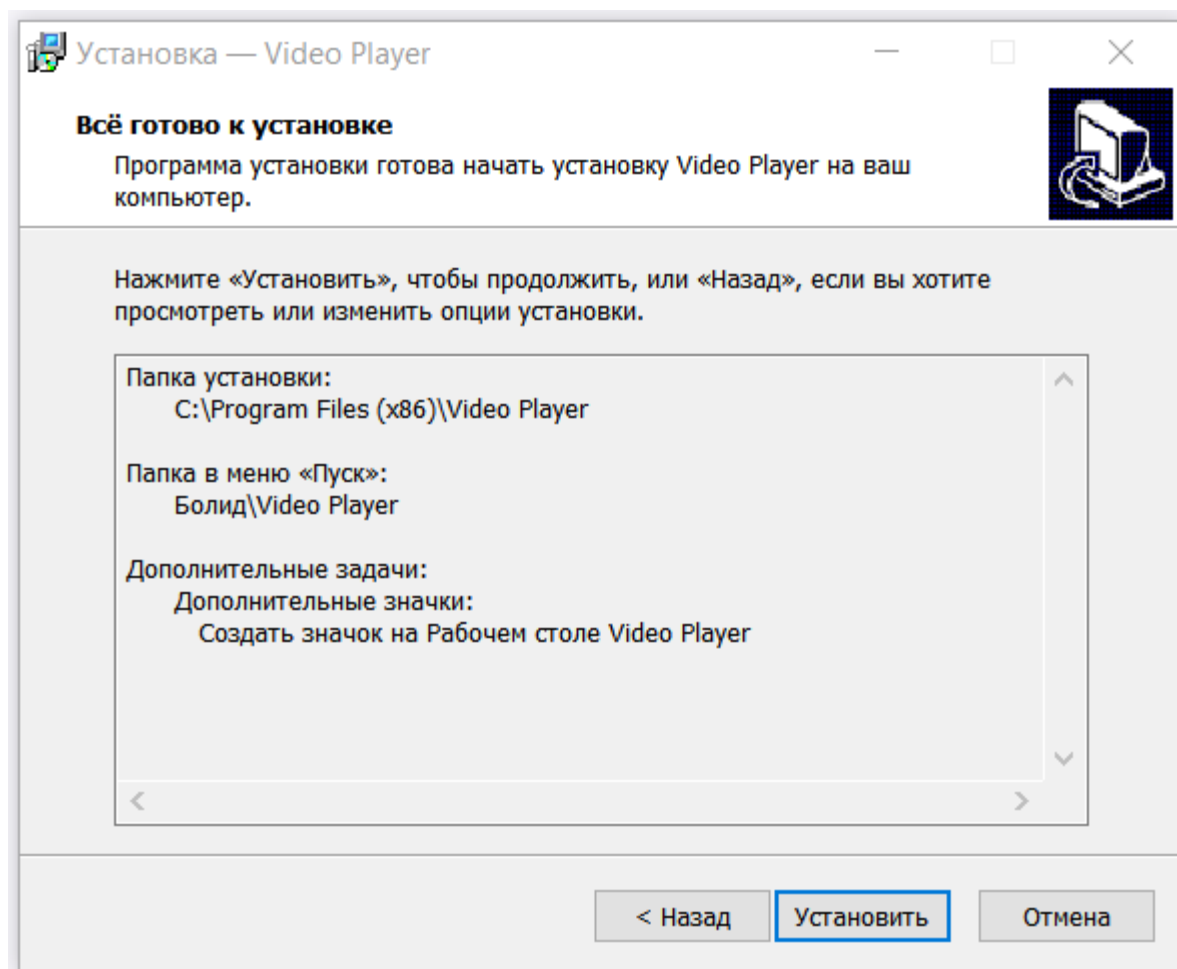 Установка — Video Player
Всё готово к установке
Программа установки готова начать установку Video Player на ваш
компьютер.
Нажмите «Установить», чтобы продолжить, или «Назад», если вы хотите
просмотреть или изменить опции установки.
Папка установки:
C:\Program Files (x86)\Video Player
Папка в меню «Пуск»:
Болид\Video Player
Дополнительные задачи:
Дополнительные значки:
Создать значок на Рабочем столе Video Player
< Назад
Установить
Отмена